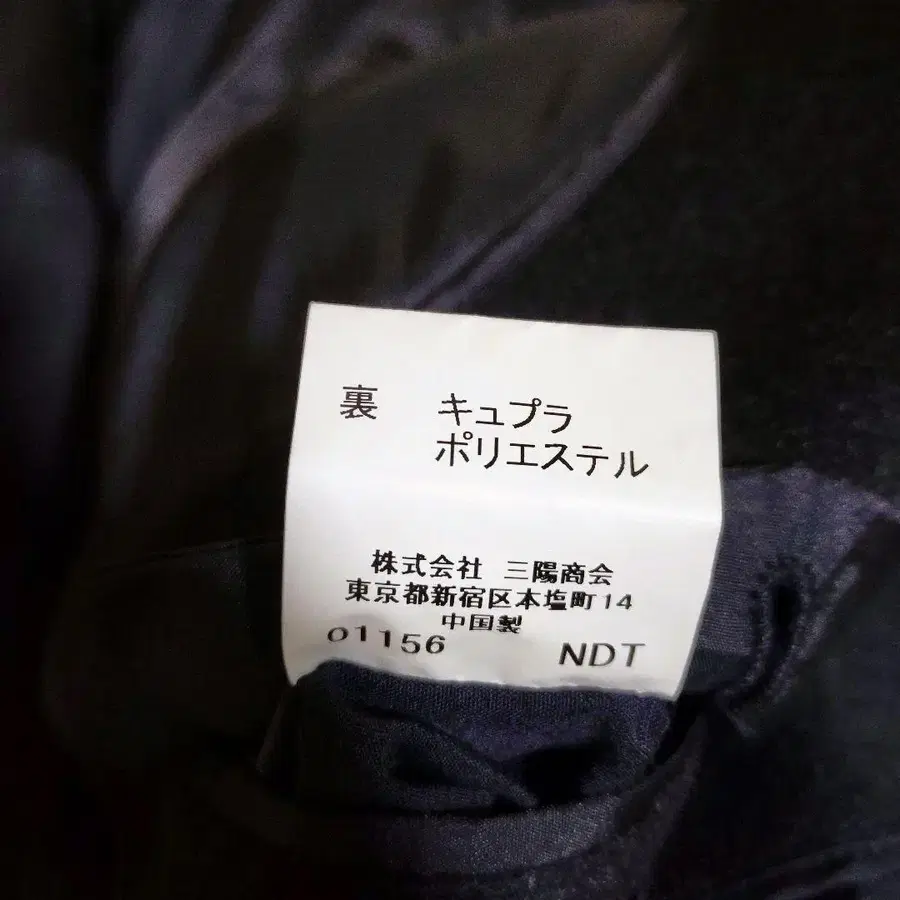 裏 キュプラ
ポリエステル
株式会社 三陽商会
東京都新宿区本塩町14
中国製
01156 NDT